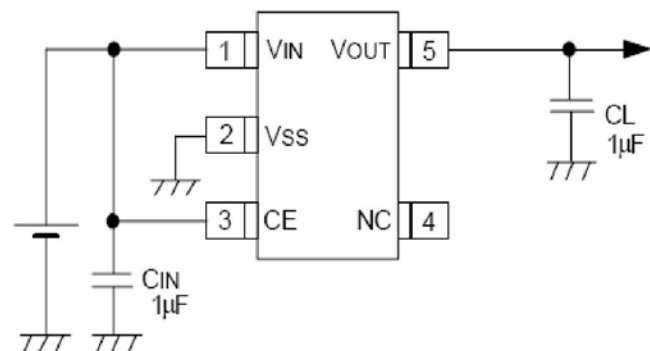 1 VIN VOUT 5
2 VSS
CL
1µF
3 CE NC 4
CIN
1µF